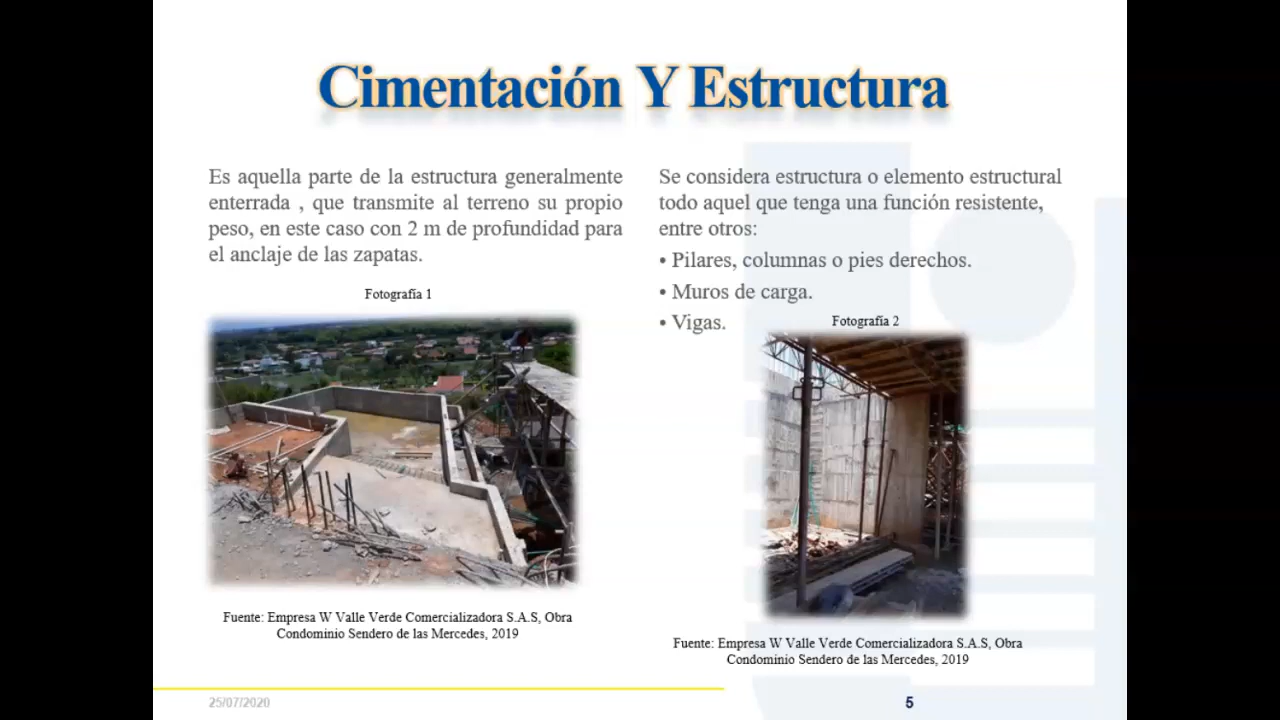 Cimentación Y Estructura
Es aquella parte de la estructura generalmente
enterrada , que transmite al terreno su propio
peso, en este caso con 2 m de profundidad para
el anclaje de las zapatas.
Fotografía 1
Fuente: Empresa W Valle Verde Comercializadora S.A.S, Obra
Condominio Sendero de las Mercedes, 2019
Se considera estructura o elemento estructural
todo aquel que tenga una función resistente,
entre otros:
• Pilares, columnas o pies derechos.
• Muros de carga.
• Vigas.
Fotografía 2
Fuente: Empresa W Valle Verde Comercializadora S.A.S, Obra
Condominio Sendero de las Mercedes, 2019
25/07/2020
5